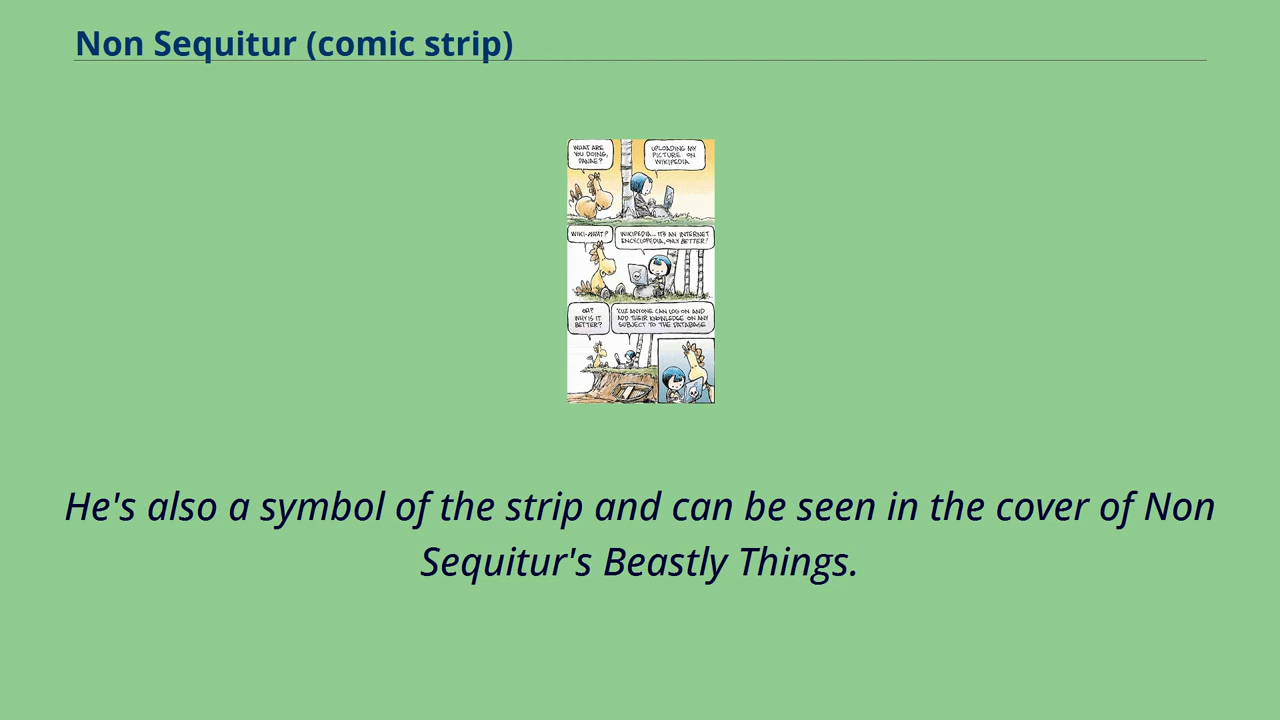 Non Sequitur (comic strip)
WHAT ARE
YOU DOING,
DANAE?
UPLOADING MY
PICTURE ON
WIKIPEDIA
WIKI-WHAT?
WIKIPEDIA... IT'S AN INTERNET
ENCYCLOPEDIA, ONLY BETTER!
OH?
WHY IS IT
BETTER?
'CUZ ANYONE CAN LOG ON AND
ADD THEIR KNOWLEDGE ON ANY
SUBJECT TO THE DATABASE
He's also a symbol of the strip and can be seen in the cover of Non
Sequitur's Beastly Things.